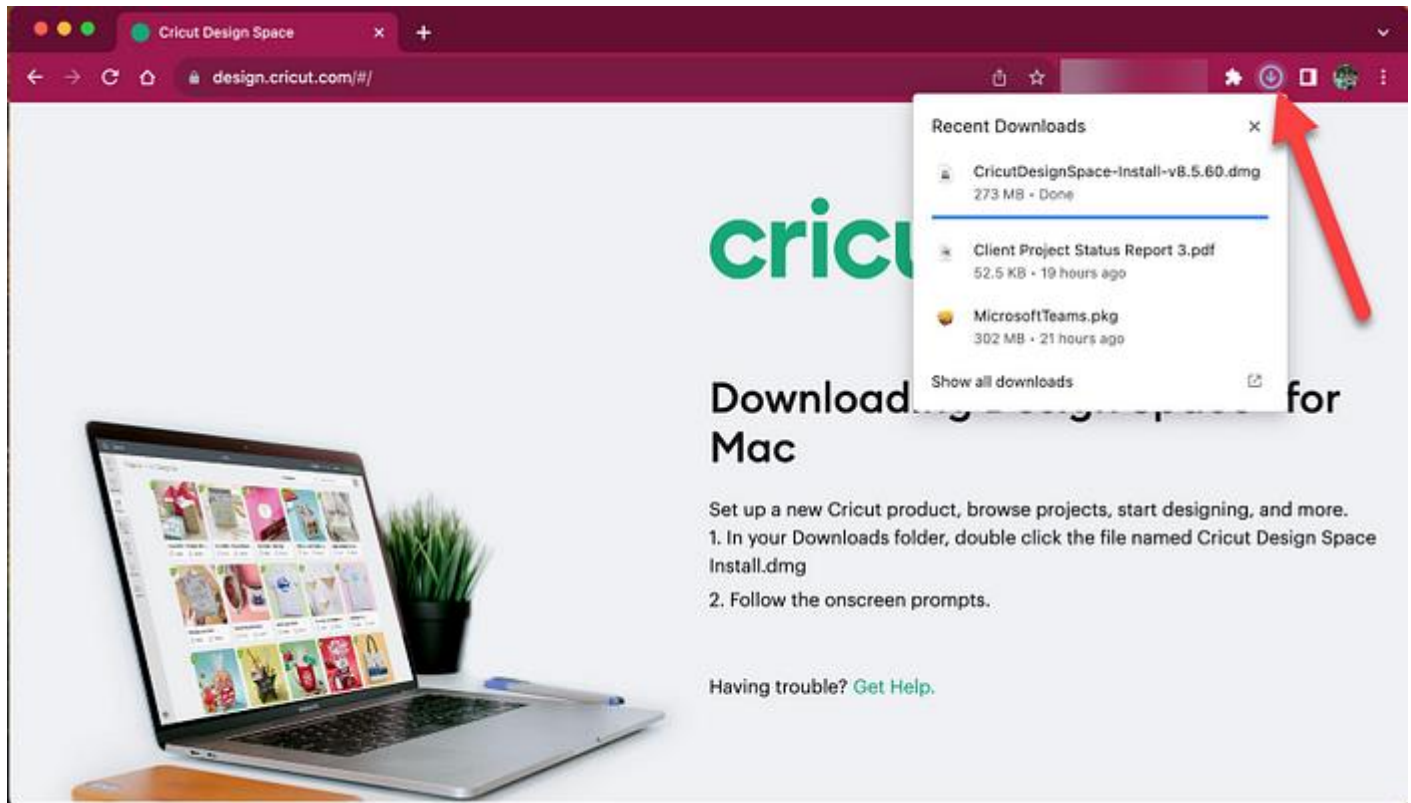 Cricut Design Space
design.cricut.com/#/
Recent Downloads
CricutDesignSpace-Install-v8.5.60.dmg
273 MB • Done
Client Project Status Report 3.pdf
52.5 KB • 19 hours ago
MicrosoftTeams.pkg
302 MB • 21 hours ago
Show all downloads
for
Mac
Set up a new Cricut product, browse projects, start designing, and more.
1. In your Downloads folder, double click the file named Cricut Design Space
Install.dmg
2. Follow the onscreen prompts.
Having trouble? Get Help.